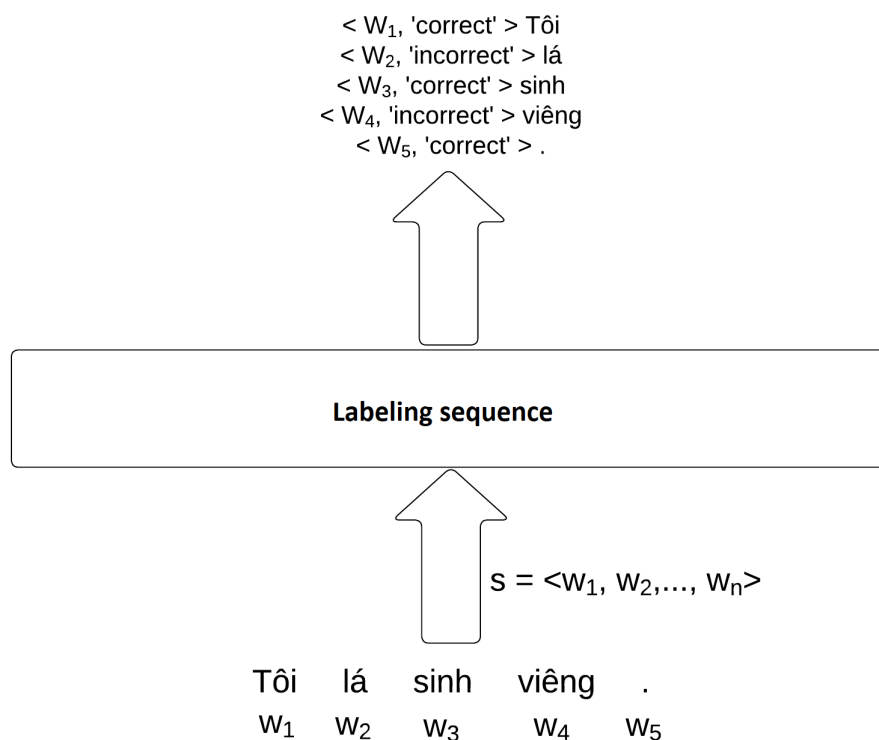 < W₁, 'correct' > Tôi
< W₂, 'incorrect' > lá
< W₃, 'correct' > sinh
< W₄, 'incorrect' > viêng
< W₅, 'correct' > .
Labeling sequence
s = <w₁, w₂,..., wₙ>
Tôi lá sinh viêng .
w₁ w₂ w₃ w₄ w₅